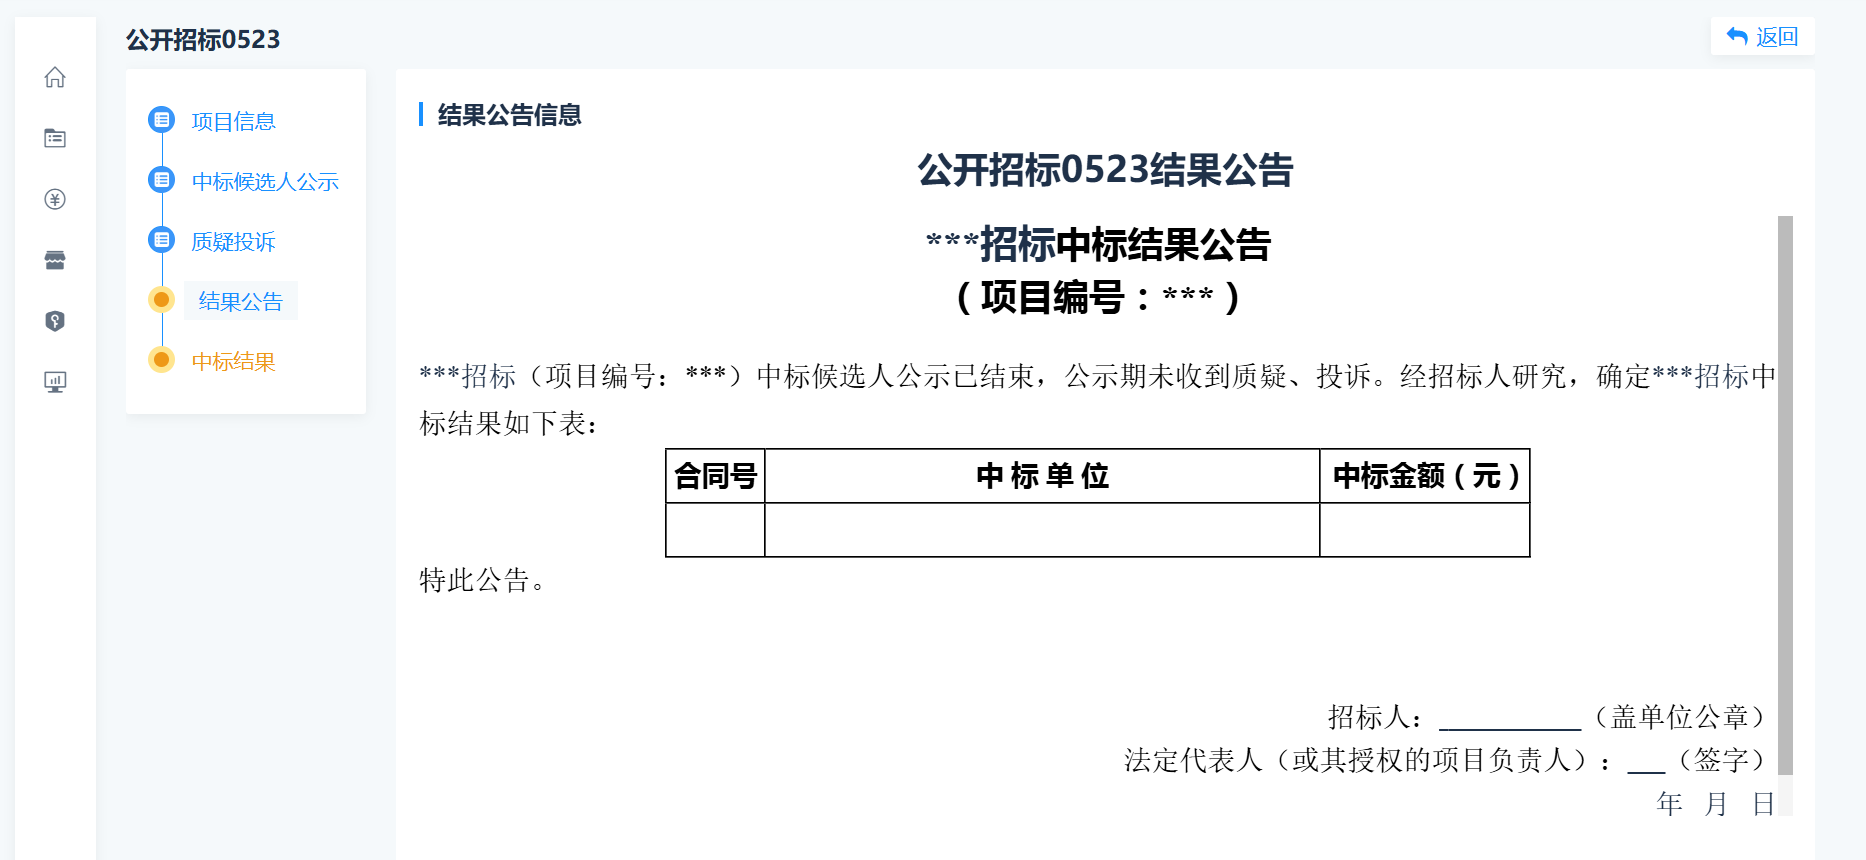 公开招标0523
返回
项目信息
中标候选人公示
质疑投诉
结果公告
中标结果
结果公告信息
公开招标0523结果公告
***招标中标结果公告
（项目编号：***）
***招标（项目编号：***）中标候选人公示已结束，公示期未收到质疑、投诉。经招标人研究，确定***招标中
标结果如下表：
合同号 中 标 单 位 中标金额（元）
特此公告。
招标人：__________（盖单位公章）
法定代表人（或其授权的项目负责人）：___（签字）
年 月 日